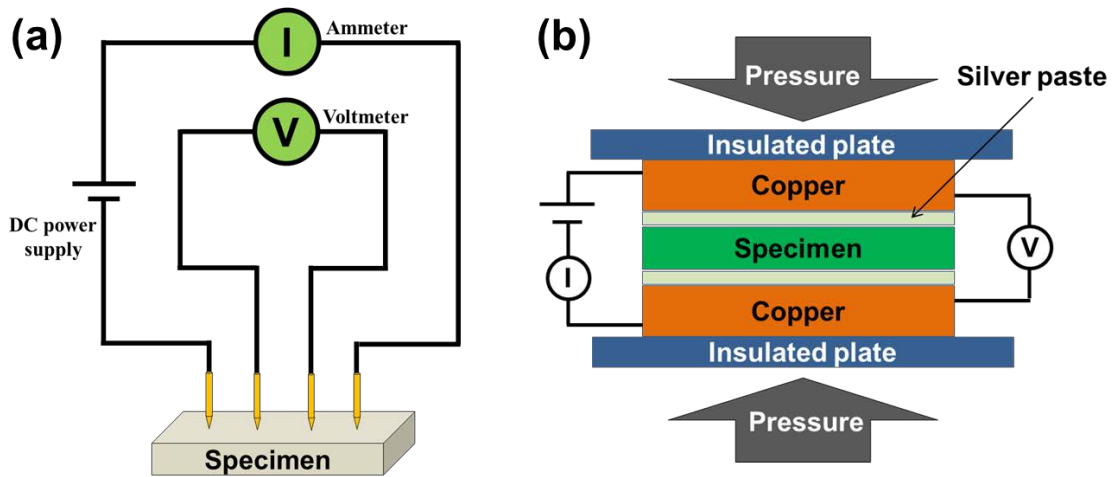 (a)
I
Ammeter
V
Voltmeter
DC power
supply
Specimen
(b)
Pressure
Silver paste
Insulated plate
Copper
Specimen
V
I
Copper
Insulated plate
Pressure